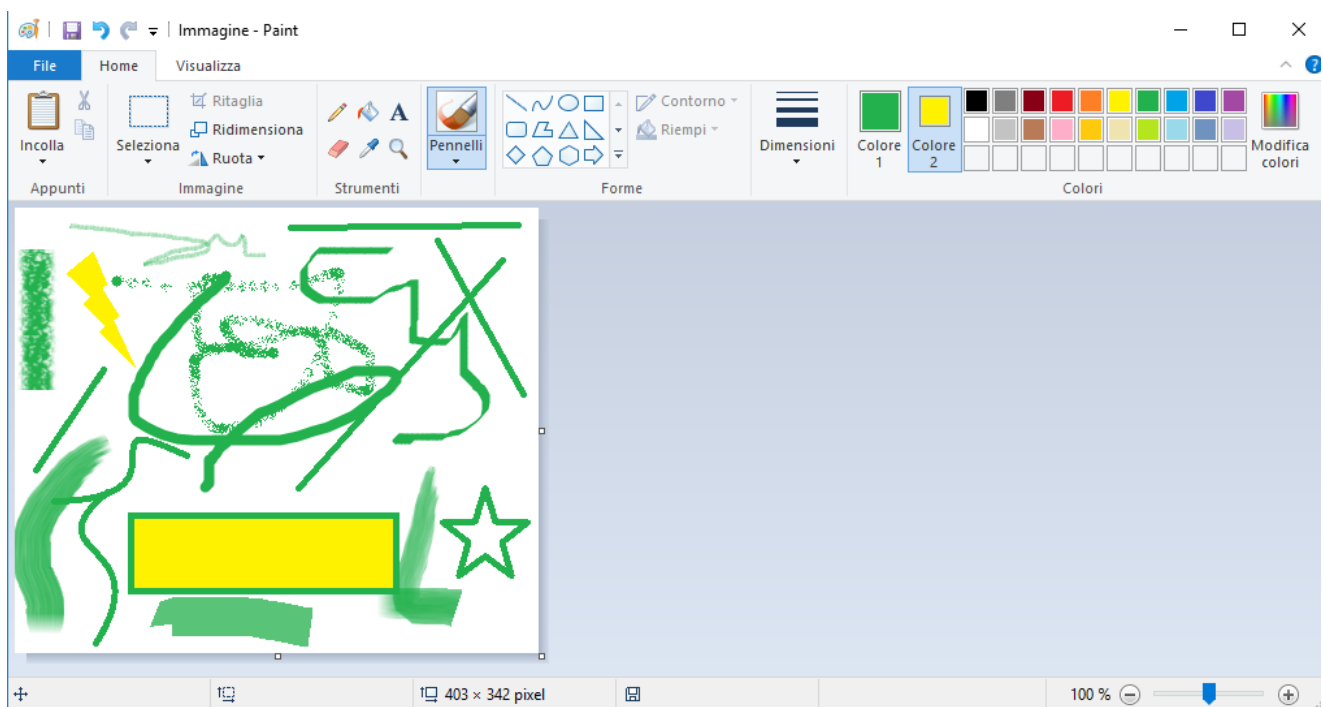 Immagine - Paint
File Home Visualizza
Incolla
Appunti
Seleziona
Ritaglia
Ridimensiona
Ruota
Immagine
A
Strumenti
Pennelli
Contorno
Riempi
Forme
Dimensioni
Colore
1
Colore
2
Modifica
colori
Colori
403 × 342 pixel
100 %